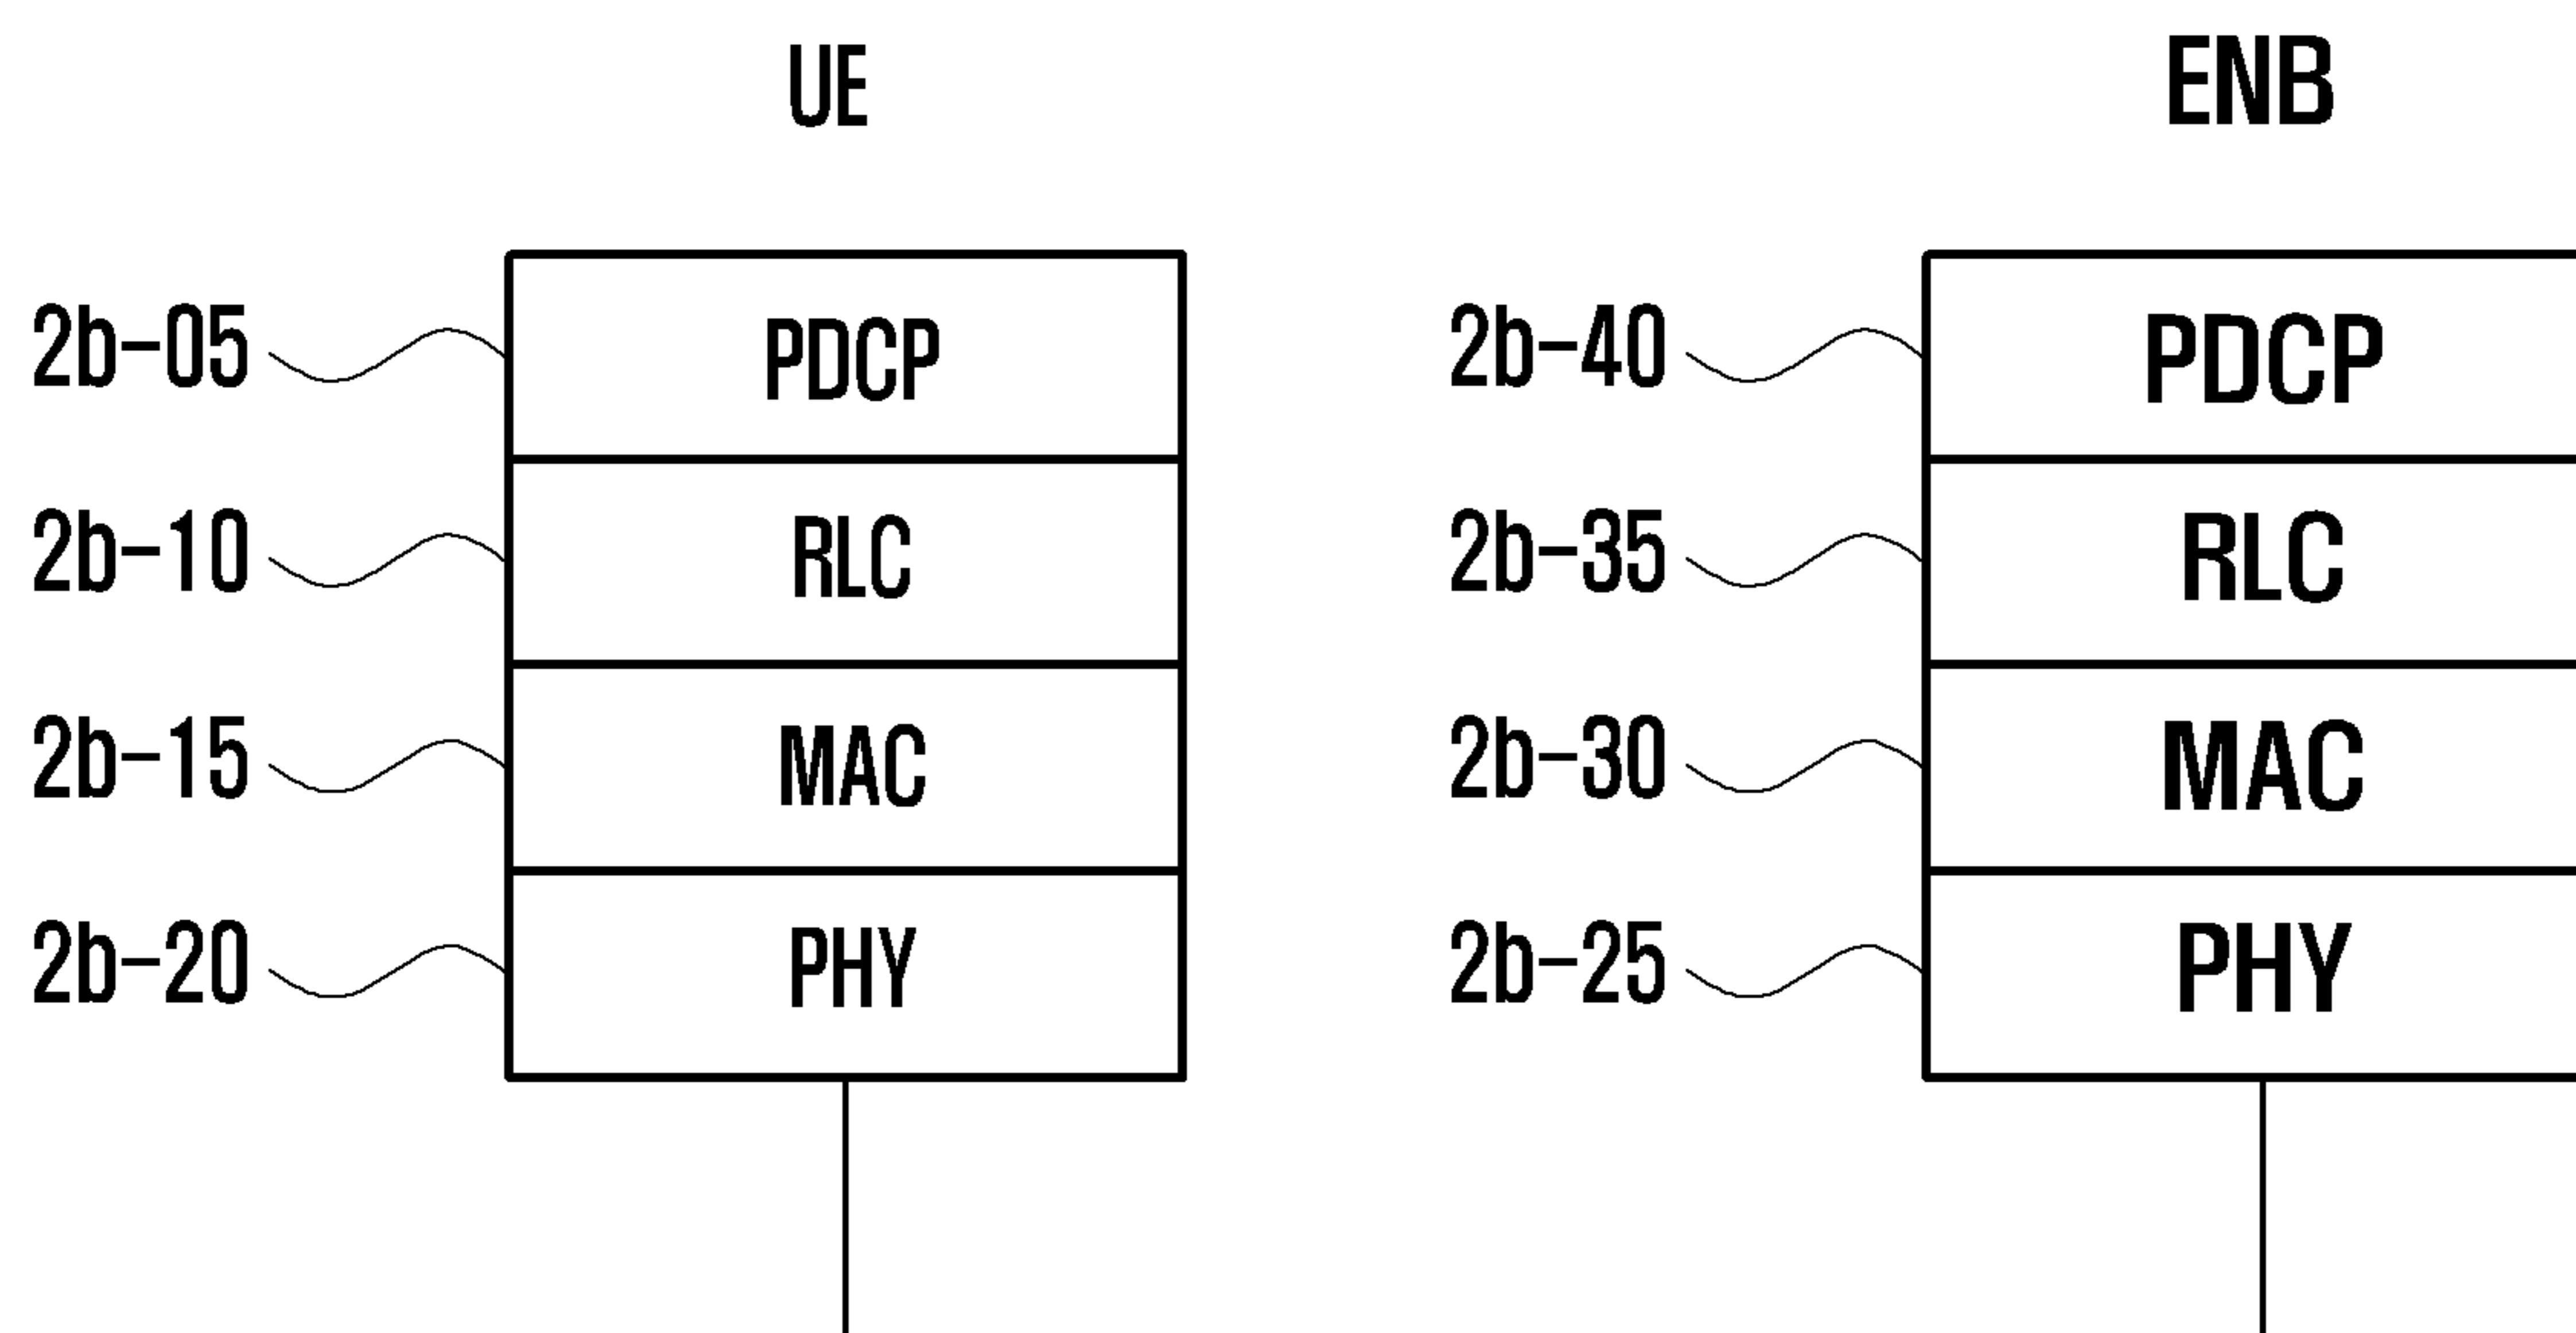 UE ENB
2b-05 PDCP 2b-40 PDCP
2b-10 RLC 2b-35 RLC
2b-15 MAC 2b-30 MAC
2b-20 PHY 2b-25 PHY